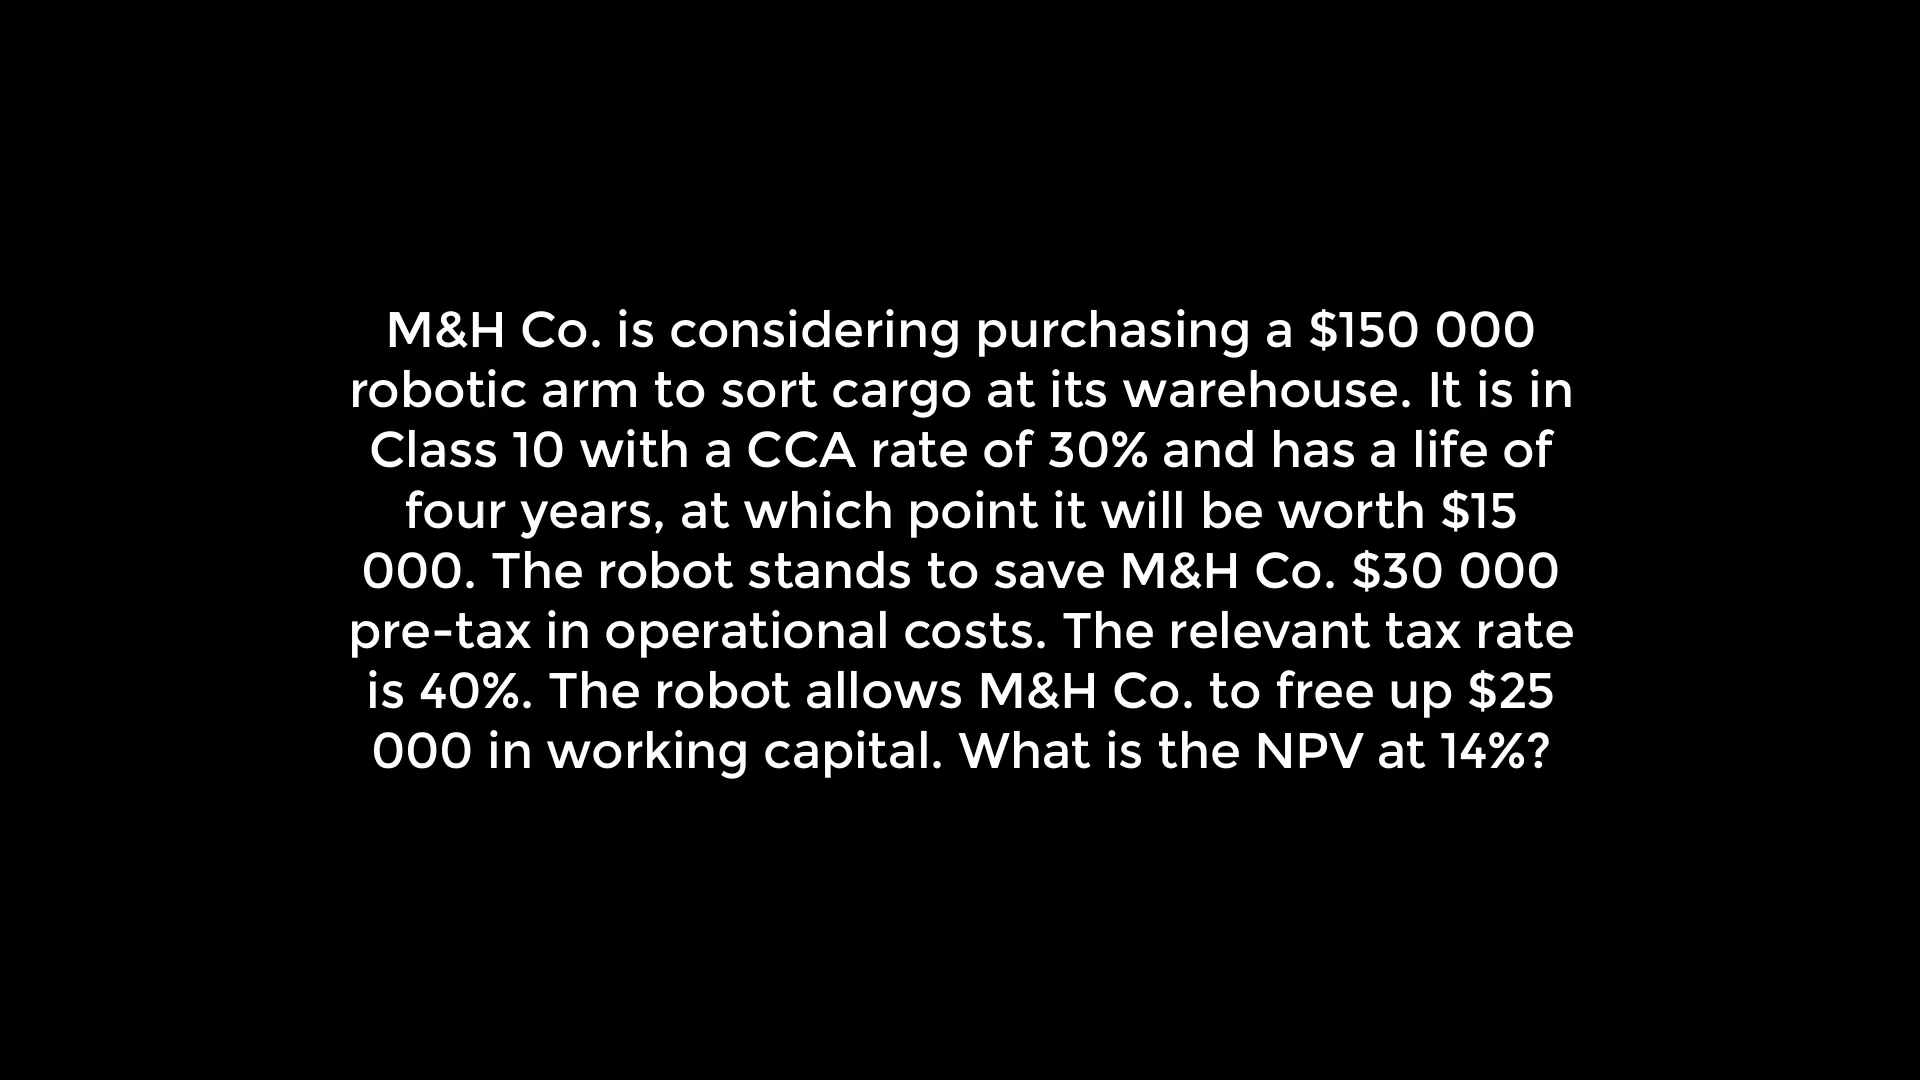 M&H Co. is considering purchasing a $150 000
robotic arm to sort cargo at its warehouse. It is in
Class 10 with a CCA rate of 30% and has a life of
four years, at which point it will be worth $15
000. The robot stands to save M&H Co. $30 000
pre-tax in operational costs. The relevant tax rate
is 40%. The robot allows M&H Co. to free up $25
000 in working capital. What is the NPV at 14%?